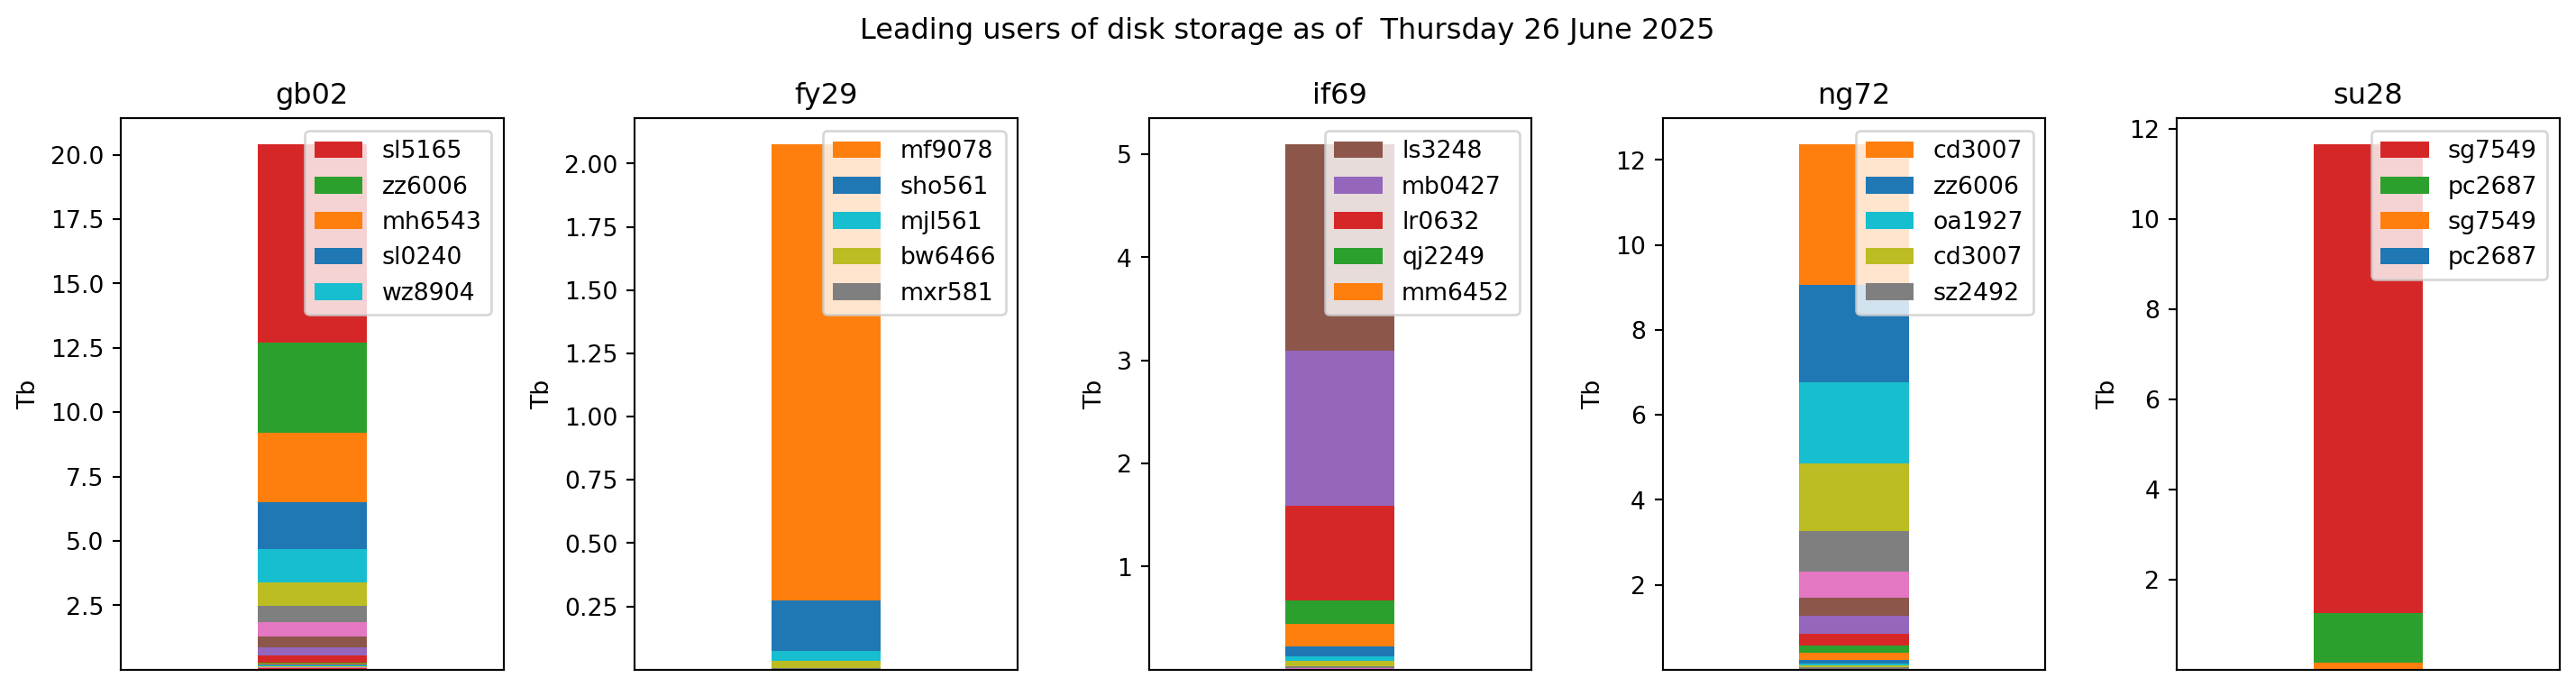 Leading users of disk storage as of  Thursday 26 June 2025
gb02
Tb
20.0
17.5
15.0
12.5
10.0
7.5
5.0
2.5
sl5165
zz6006
mh6543
sl0240
wz8904
fy29
Tb
2.00
1.75
1.50
1.25
1.00
0.75
0.50
0.25
mf9078
sho561
mjl561
bw6466
mxr581
if69
Tb
5
4
3
2
1
ls3248
mb0427
lr0632
qj2249
mm6452
ng72
Tb
12
10
8
6
4
2
cd3007
zz6006
oa1927
cd3007
sz2492
su28
Tb
12
10
8
6
4
2
sg7549
pc2687
sg7549
pc2687